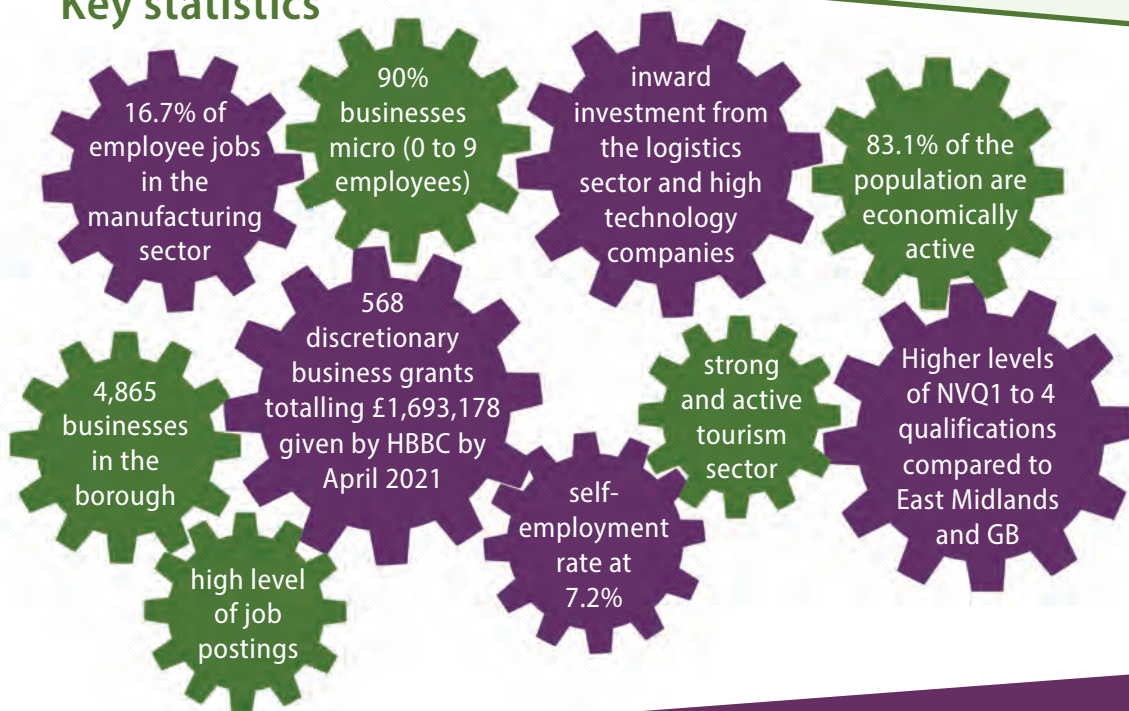 Key statistics
16.7% of
employee jobs
in the
manufacturing
sector
90%
businesses
micro (0 to 9
employees)
inward
investment from
the logistics
sector and high
technology
companies
83.1% of the
population are
economically
active
4,865
businesses
in the
borough
568
discretionary
business grants
totalling £1,693,178
given by HBBC by
April 2021
strong
and active
tourism
sector
Higher levels
of NVQ1 to 4
qualifications
compared to
East Midlands
and GB
self-
employment
rate at
7.2%
high level
of job
postings